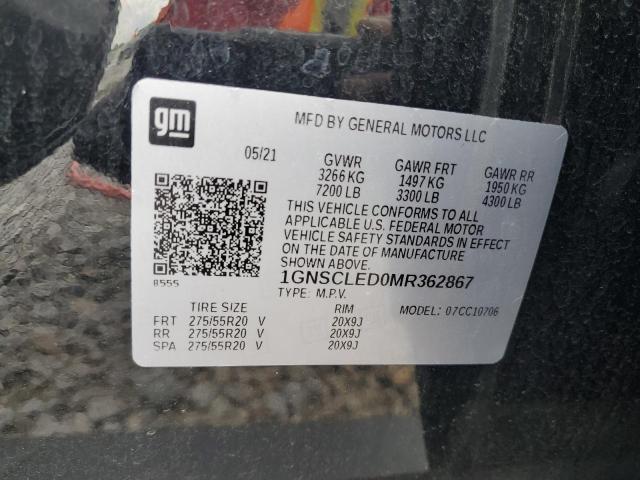 gm
MFD BY GENERAL MOTORS LLC
05/21
GVWR GAWR FRT GAWR RR
3266 KG 1497 KG 1950 KG
7200 LB 3300 LB 4300 LB
THIS VEHICLE CONFORMS TO ALL
APPLICABLE U.S. FEDERAL MOTOR
VEHICLE SAFETY STANDARDS IN EFFECT
ON THE DATE OF MANUFACTURE
SHOWN ABOVE.
8555
1GNSCLED0MR362867
TYPE: M.P.V. MODEL: 07CC10706
TIRE SIZE RIM
FRT 275/55R20 V 20X9J
RR 275/55R20 V 20X9J
SPA 275/55R20 V 20X9J